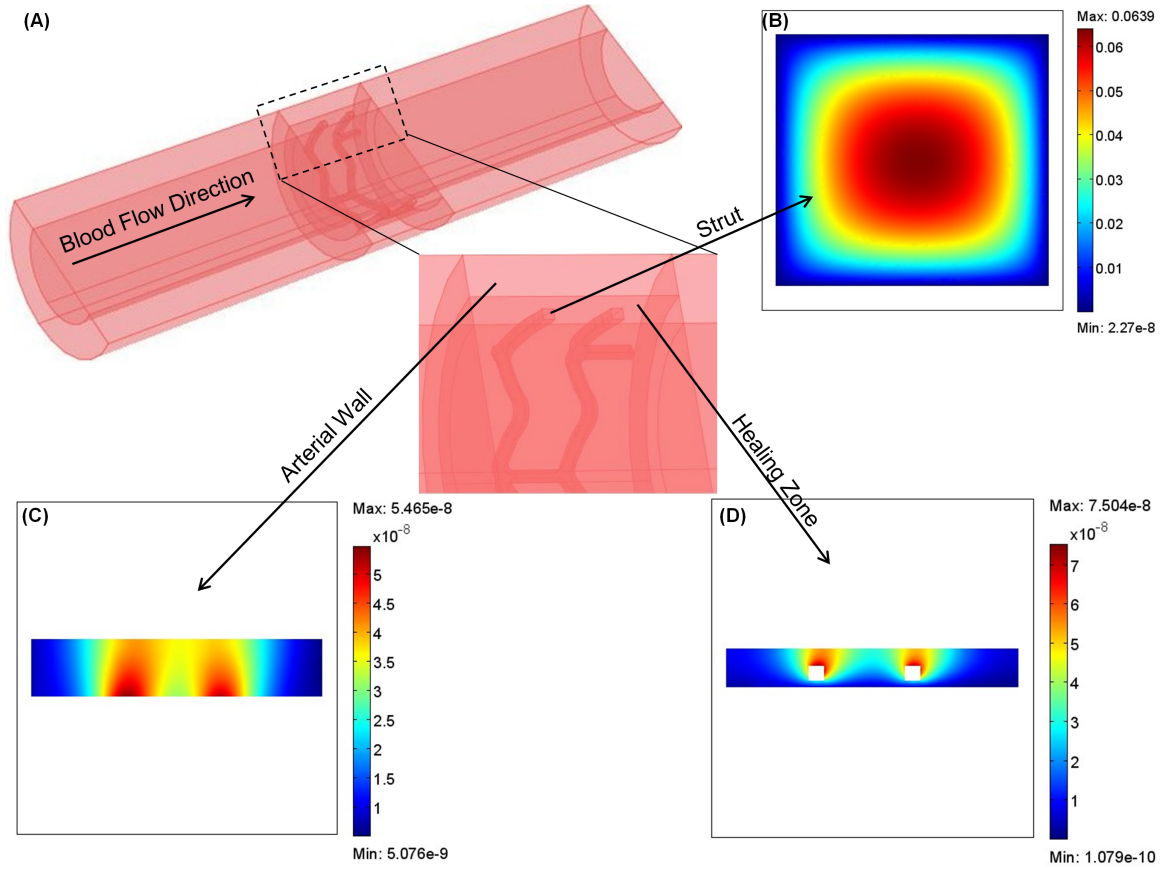 (A)
Blood Flow Direction
Strut
Arterial Wall
Healing Zone
(B)
Max: 0.0639
0.06
0.05
0.04
0.03
0.02
0.01
Min: 2.27e-8
(C)
Max: 5.465e-8
x10-8
5
4.5
4
3.5
3
2.5
2
1.5
1
Min: 5.076e-9
(D)
Max: 7.504e-8
x10-8
7
6
5
4
3
2
1
Min: 1.079e-10